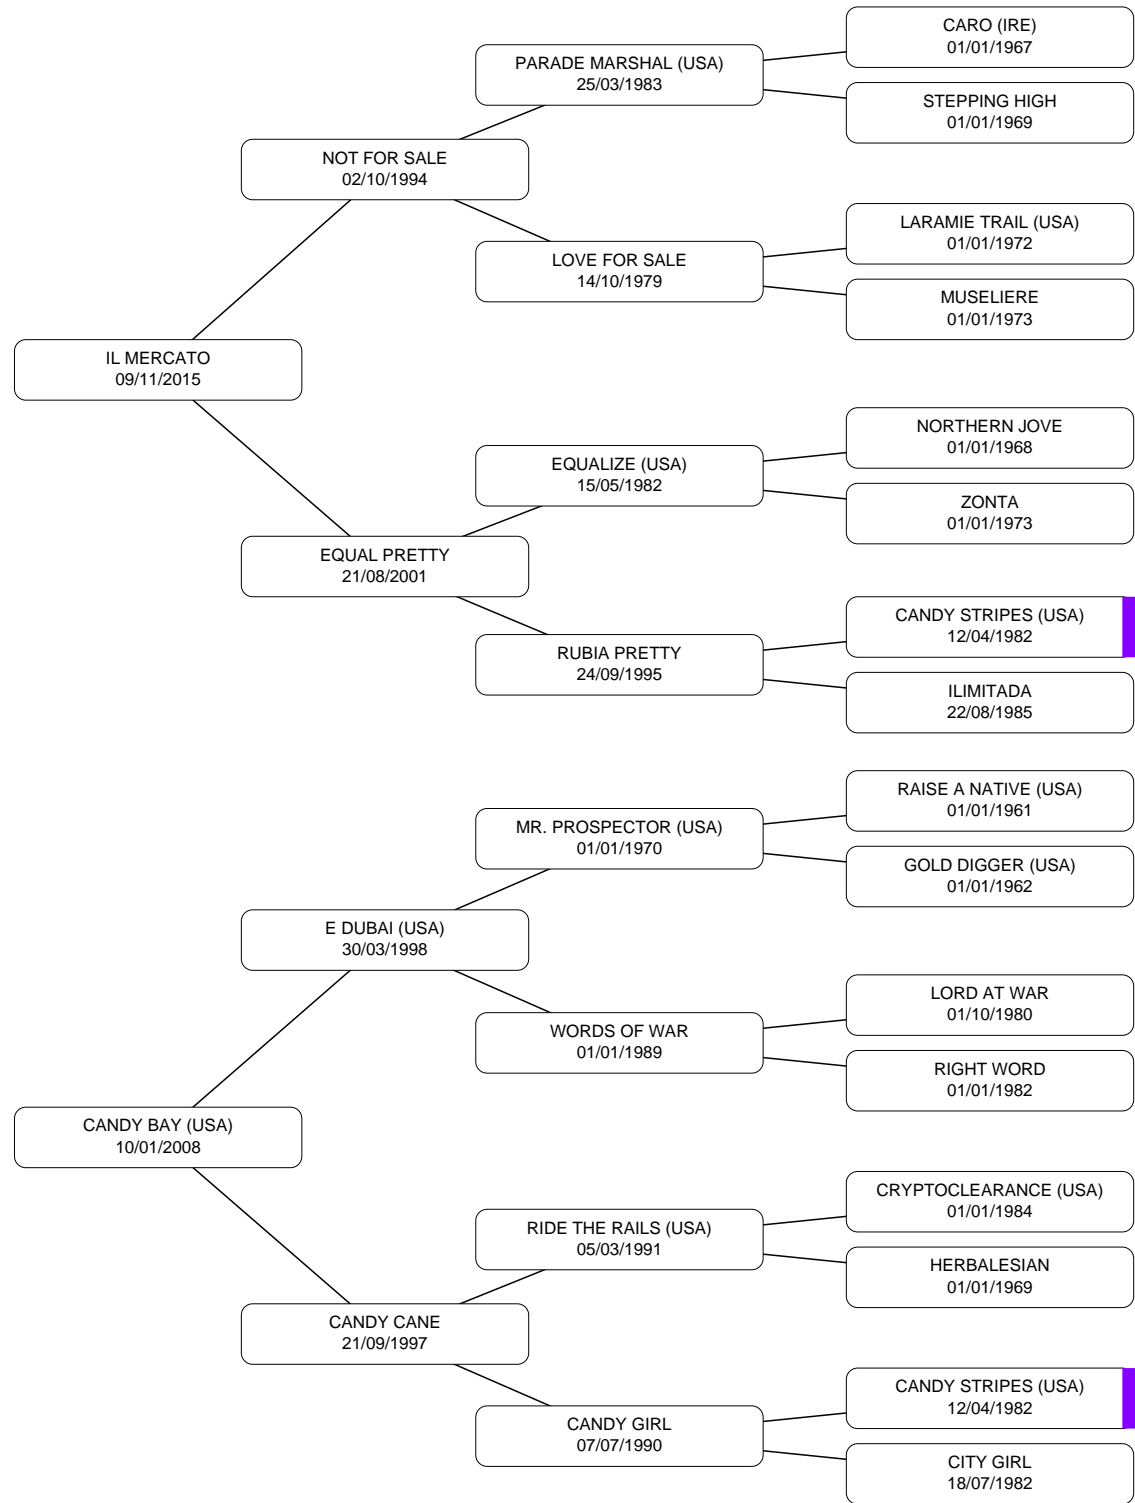 CARO (IRE)
01/01/1967
PARADE MARSHAL (USA)
25/03/1983
STEPPING HIGH
01/01/1969
NOT FOR SALE
02/10/1994
LARAMIE TRAIL (USA)
01/01/1972
LOVE FOR SALE
14/10/1979
MUSELIERE
01/01/1973
IL MERCATO
09/11/2015
NORTHERN JOVE
01/01/1968
EQUALIZE (USA)
15/05/1982
ZONTA
01/01/1973
EQUAL PRETTY
21/08/2001
CANDY STRIPES (USA)
12/04/1982
RUBIA PRETTY
24/09/1995
ILIMITADA
22/08/1985
RAISE A NATIVE (USA)
01/01/1961
MR. PROSPECTOR (USA)
01/01/1970
GOLD DIGGER (USA)
01/01/1962
E DUBAI (USA)
30/03/1998
LORD AT WAR
01/10/1980
WORDS OF WAR
01/01/1989
RIGHT WORD
01/01/1982
CANDY BAY (USA)
10/01/2008
CRYPTOCLEARANCE (USA)
01/01/1984
RIDE THE RAILS (USA)
05/03/1991
HERBALESIAN
01/01/1969
CANDY CANE
21/09/1997
CANDY STRIPES (USA)
12/04/1982
CANDY GIRL
07/07/1990
CITY GIRL
18/07/1982